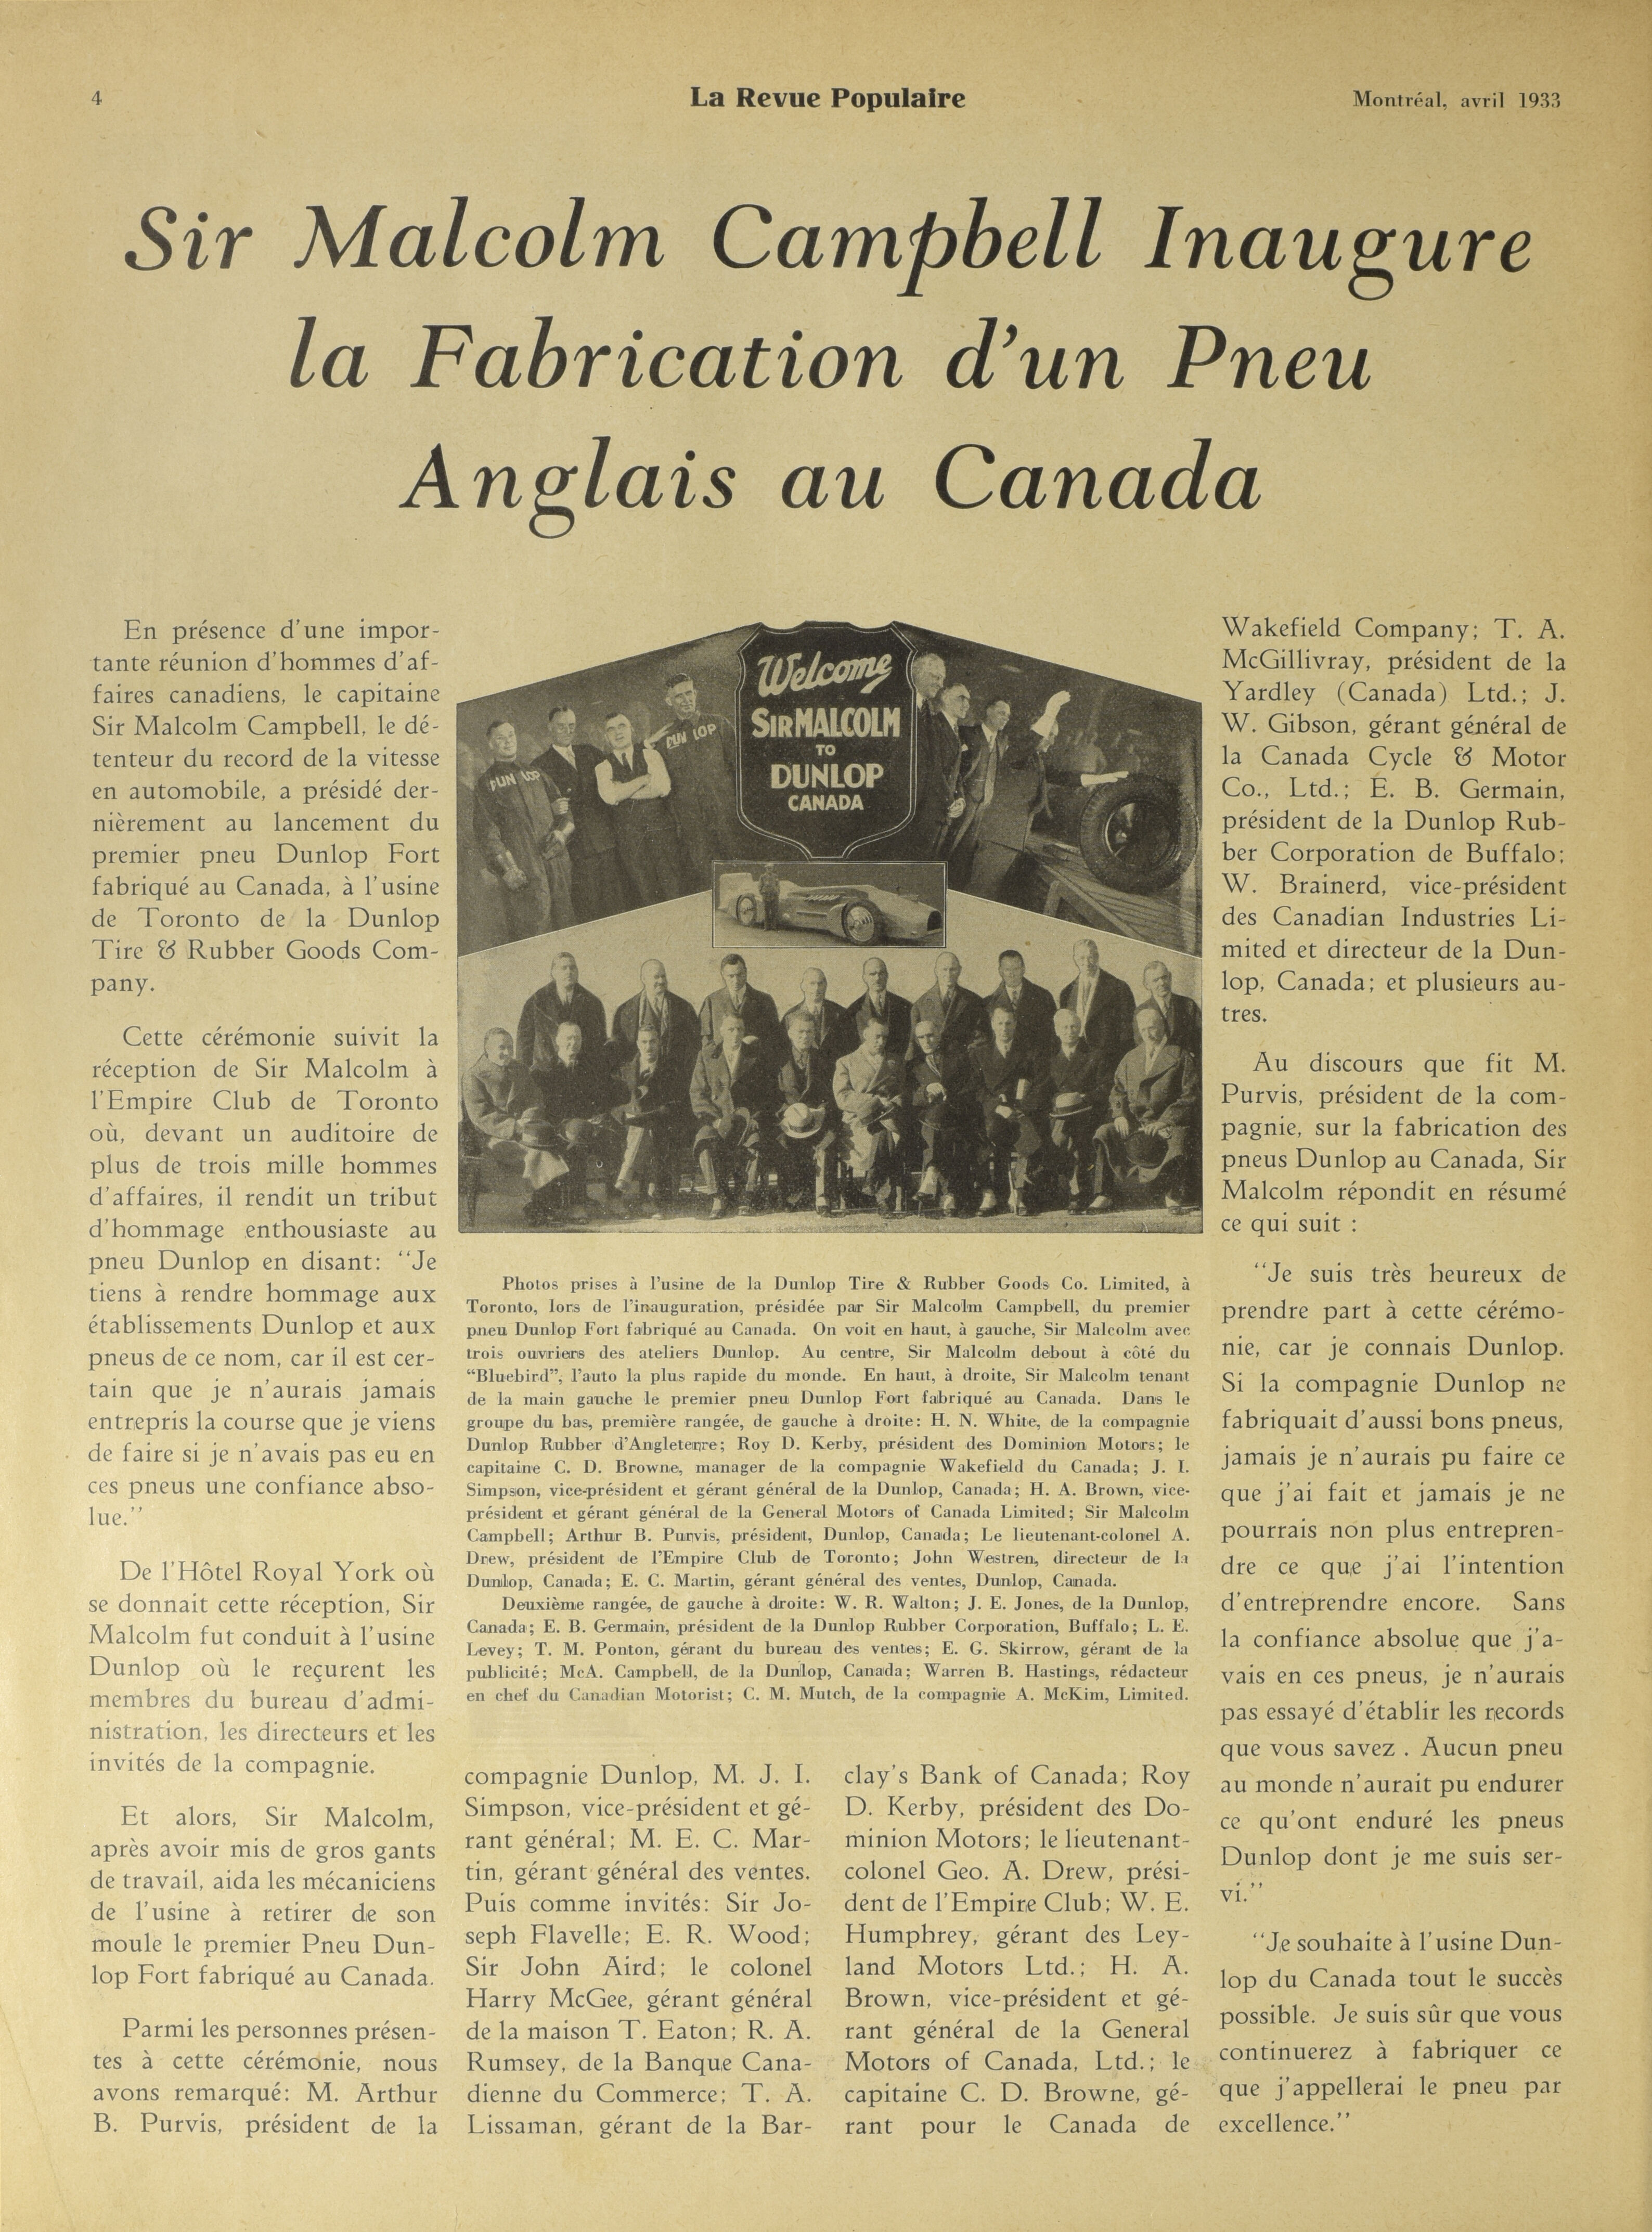 4
La Revue Populaire
Montréal, avril 1933
Sir Malcolm Campbell Inaugure
la Fabrication d'un Pneu
Anglais au Canada
En présence d'une impor-
tante réunion d'hommes d'af-
faires canadiens, le capitaine
Sir Malcolm Campbell, le dé-
tenteur du record de la vitesse
en automobile, a présidé der-
nièrement au lancement du
premier pneu Dunlop Fort
fabriqué au Canada, à l'usine
de Toronto de la Dunlop
Tire & Rubber Goods Com-
pany.
Cette cérémonie suivit la
réception de Sir Malcolm à
l'Empire Club de Toronto
où, devant un auditoire de
plus de trois mille hommes
d'affaires, il rendit un tribut
d'hommage enthousiaste au
pneu Dunlop en disant: "Je
tiens à rendre hommage aux
établissements Dunlop et aux
pneus de ce nom, car il est cer-
tain que je n'aurais jamais
entrepris la course que je viens
de faire si je n'avais pas eu en
ces pneus une confiance abso-
lue."
De l'Hôtel Royal York où
se donnait cette réception, Sir
Malcolm fut conduit à l'usine
Dunlop où le reçurent les
membres du bureau d'admi-
nistration, les directeurs et les
invités de la compagnie.
Et alors, Sir Malcolm,
après avoir mis de gros gants
de travail, aida les mécaniciens
de l'usine à retirer de son
moule le premier Pneu Dun-
lop Fort fabriqué au Canada.
Parmi les personnes présen-
tes à cette cérémonie, nous
avons remarqué: M. Arthur
B. Purvis, président de la
DUNLOP
DUNLOP
Welcome
SIR MALCOLM
TO
DUNLOP
CANADA
Photos prises à l'usine de la Dunlop Tire & Rubber Goods Co. Limited, à
Toronto, lors de l'inauguration, présidée par Sir Malcolm Campbell, du premier
pneu Dunlop Fort fabriqué au Canada. On voit en haut, à gauche, Sir Malcolm avec
trois ouvriers des ateliers Dunlop. Au centre, Sir Malcolm debout à côté du
"Bluebird", l'auto la plus rapide du monde. En haut, à droite, Sir Malcolm tenant
de la main gauche le premier pneu Dunlop Fort fabriqué au Canada. Dans le
groupe du bas, première rangée, de gauche à droite: H. N. White, de la compagnie
Dunlop Rubber d'Angleterre; Roy D. Kerby, président des Dominion Motors; le
capitaine C. D. Browne, manager de la compagnie Wakefield du Canada; J. I.
Simpson, vice-président et gérant général de la Dunlop, Canada; H. A. Brown, vice-
président et gérant général de la General Motors of Canada Limited; Sir Malcolm
Campbell; Arthur B. Purvis, président, Dunlop, Canada; Le lieutenant-colonel A.
Drew, président de l'Empire Club de Toronto; John Westren, directeur de la
Dunlop, Canada; E. C. Martin, gérant général des ventes, Dunlop, Canada.
Deuxième rangée, de gauche à droite: W. R. Walton; J. E. Jones, de la Dunlop,
Canada; E. B. Germain, président de la Dunlop Rubber Corporation, Buffalo; L. E.
Levey; T. M. Ponton, gérant du bureau des ventes; E. G. Skirrow, gérant de la
publicité; McA. Campbell, de la Dunlop, Canada; Warren B. Hastings, rédacteur
en chef du Canadian Motorist; C. M. Mutch, de la compagnie A. McKim, Limited.
compagnie Dunlop, M. J. I.
Simpson, vice-président et gé-
rant général; M. E. C. Mar-
tin, gérant général des ventes.
Puis comme invités: Sir Jo-
seph Flavelle; E. R. Wood;
Sir John Aird; le colonel
Harry McGee, gérant général
de la maison T. Eaton; R. A.
Rumsey, de la Banque Cana-
dienne du Commerce; T. A.
Lissaman, gérant de la Bar-
clay's Bank of Canada; Roy
D. Kerby, président des Do-
minion Motors; le lieutenant-
colonel Geo. A. Drew, prési-
dent de l'Empire Club; W. E.
Humphrey, gérant des Ley-
land Motors Ltd.; H. A.
Brown, vice-président et gé-
rant général de la General
Motors of Canada, Ltd.; le
capitaine C. D. Browne, gé-
rant pour le Canada de
Wakefield Company; T. A.
McGillivray, président de la
Yardley (Canada) Ltd.; J.
W. Gibson, gérant général de
la Canada Cycle & Motor
Co., Ltd.; E. B. Germain,
président de la Dunlop Rub-
ber Corporation de Buffalo;
W. Brainerd, vice-président
des Canadian Industries Li-
mited et directeur de la Dun-
lop, Canada; et plusieurs au-
tres.
Au discours que fit M.
Purvis, président de la com-
pagnie, sur la fabrication des
pneus Dunlop au Canada, Sir
Malcolm répondit en résumé
ce qui suit :
"Je suis très heureux de
prendre part à cette cérémo-
nie, car je connais Dunlop.
Si la compagnie Dunlop ne
fabriquait d'aussi bons pneus,
jamais je n'aurais pu faire ce
que j'ai fait et jamais je ne
pourrais non plus entrepren-
dre ce que j'ai l'intention
d'entreprendre encore. Sans
la confiance absolue que j'a-
vais en ces pneus, je n'aurais
pas essayé d'établir les records
que vous savez . Aucun pneu
au monde n'aurait pu endurer
ce qu'ont enduré les pneus
Dunlop dont je me suis ser-
vi."
"Je souhaite à l'usine Dun-
lop du Canada tout le succès
possible. Je suis sûr que vous
continuerez à fabriquer ce
que j'appellerai le pneu par
excellence."